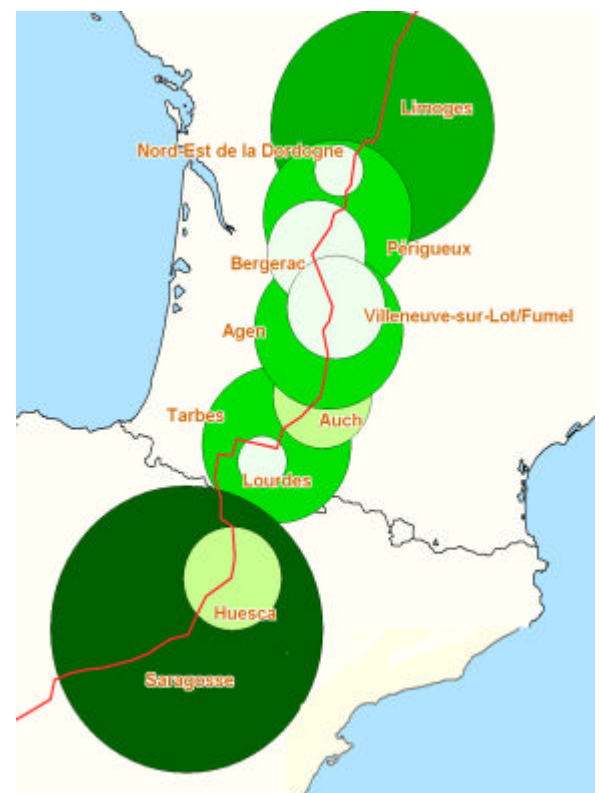 Limoges
Nord-Est de la Dordogne
Périgueux
Bergerac
Villeneuve-sur-Lot/Fumel
Agen
Tarbes
Auch
Lourdes
Huesca
Saragosse